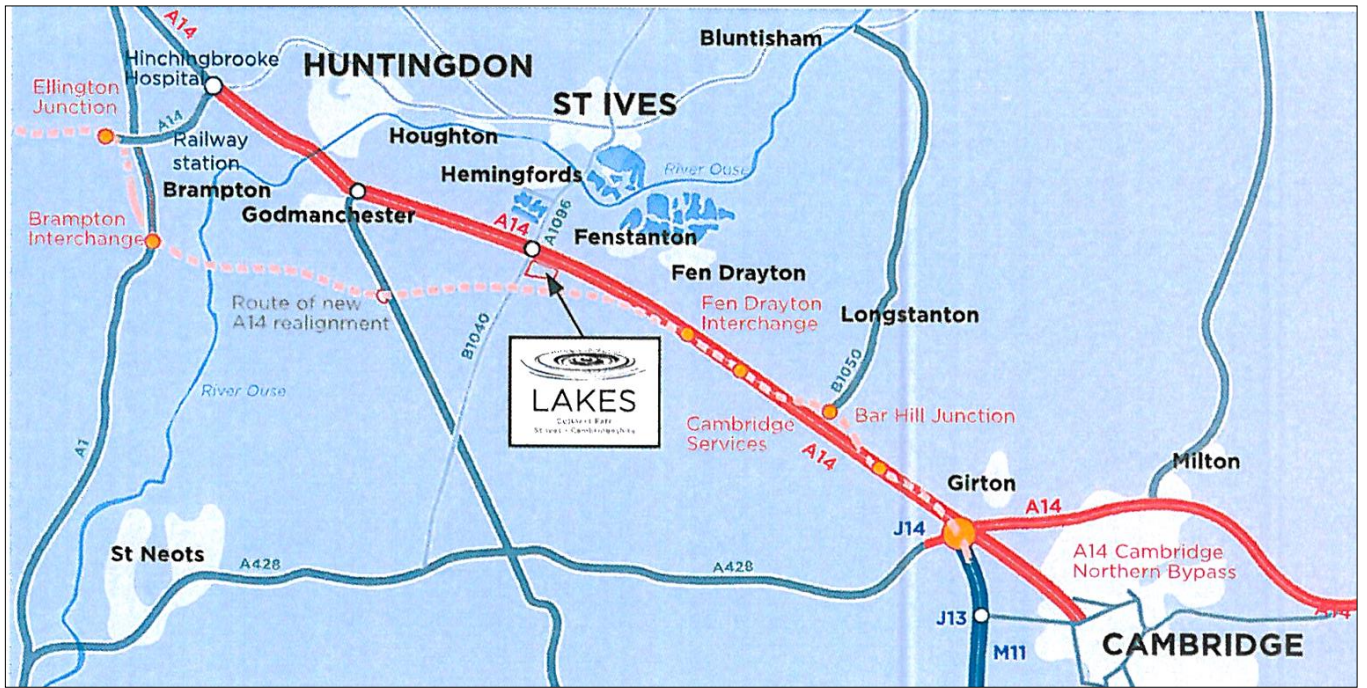 A14
Hinchingbrooke
Hospital
HUNTINGDON
Bluntisham
Ellington
Junction
ST IVES
A14
Railway
station
Houghton
River Ouse
Hemingfords
Brampton
Godmanchester
A14
A1096
Brampton
Interchange
Fenstanton
Fen Drayton
Route of new
A14 realignment
Fen Drayton
Interchange
Longstanton
B1040
LAKES
St Ives - Cambridgeshire
B1050
River Ouse
Bar Hill Junction
Cambridge
Services
A14
A1
Milton
Girton
A14
J14
St Neots
A428
A428
A14 Cambridge
Northern Bypass
A14
J13
M11
CAMBRIDGE